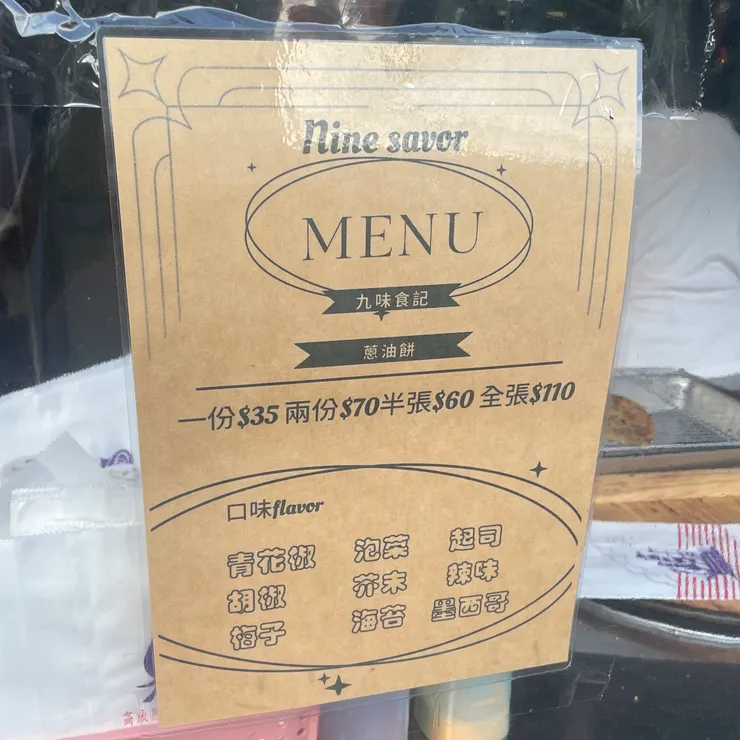 Nine savor
MENU
九味食記
蔥油餅
一份$35 兩份$70半張$60 全張$110
口味flavor
青花椒 泡菜 起司
胡椒 芥末 辣味
梅子 海苔 墨西哥